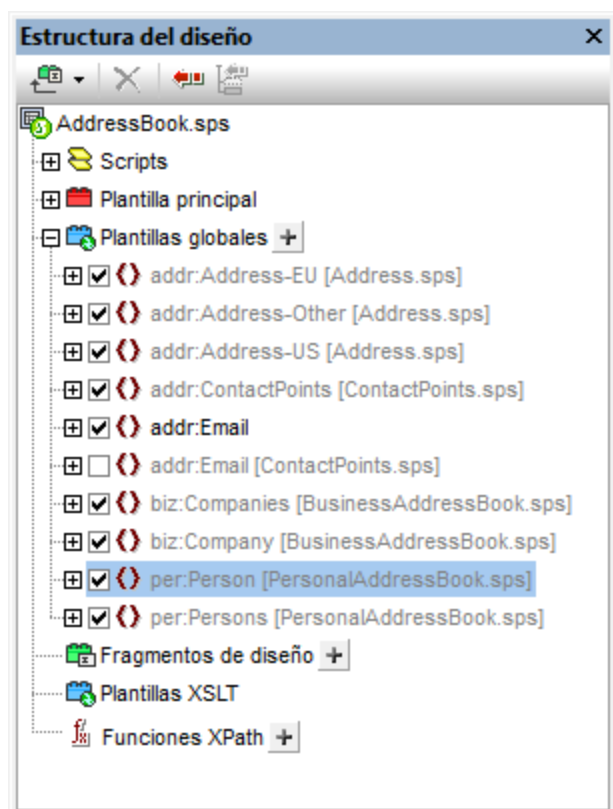 Estructura del diseño
AddressBook.sps
Scripts
Plantilla principal
Plantillas globales
addr:Address-EU [Address.sps]
addr:Address-Other [Address.sps]
addr:Address-US [Address.sps]
addr:ContactPoints [ContactPoints.sps]
addr:Email
addr:Email [ContactPoints.sps]
biz:Companies [BusinessAddressBook.sps]
biz:Company [BusinessAddressBook.sps]
per:Person [PersonalAddressBook.sps]
per:Persons [PersonalAddressBook.sps]
Fragmentos de diseño
Plantillas XSLT
Funciones XPath